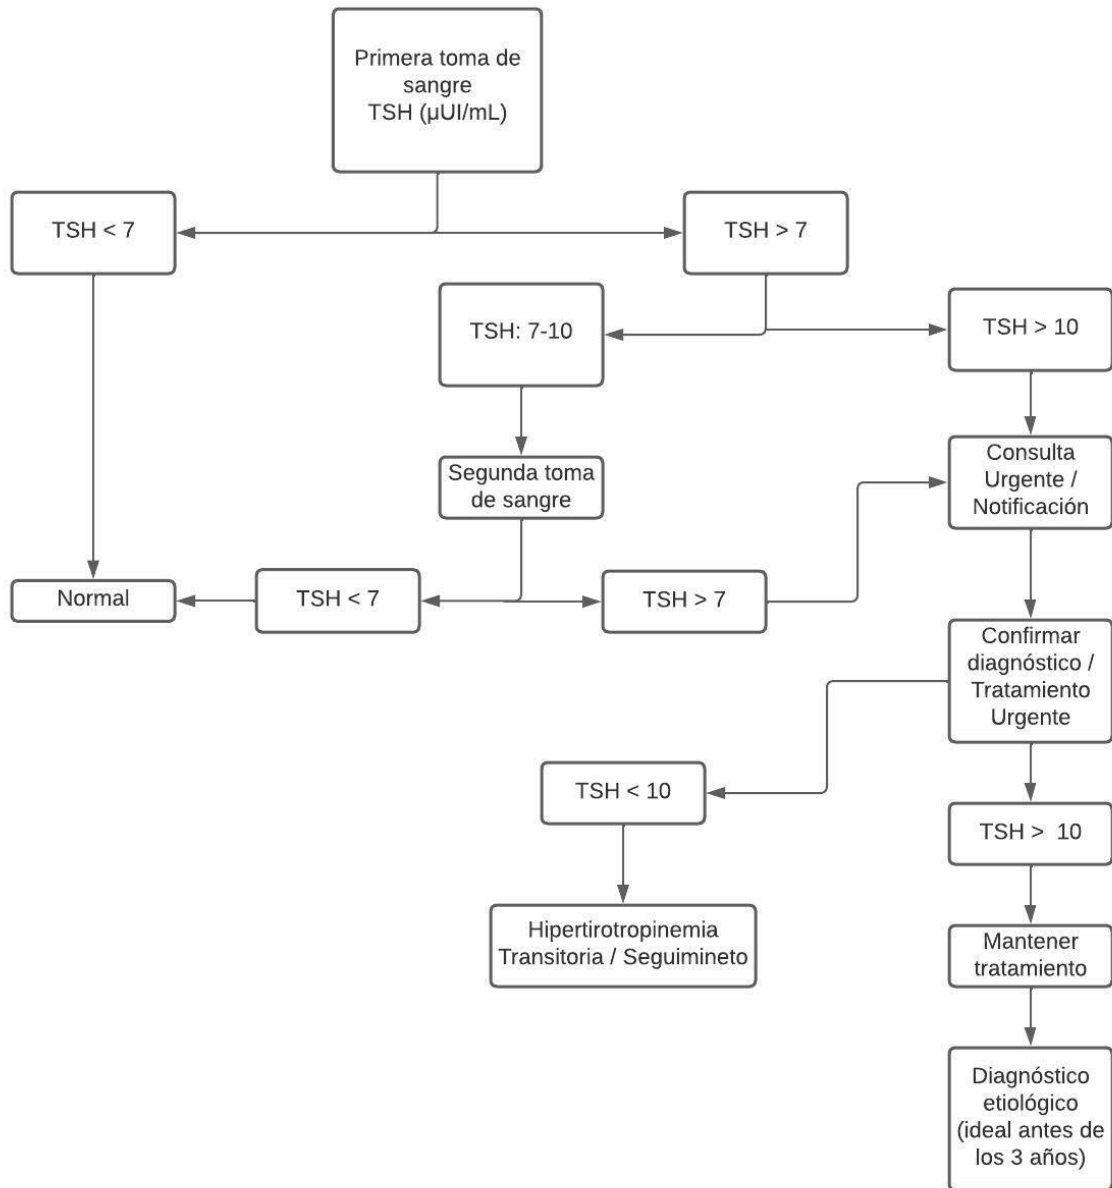 Primera toma de
sangre
TSH (µUI/mL)
TSH < 7
TSH > 7
TSH: 7-10
TSH > 10
Segunda toma
de sangre
Consulta
Urgente /
Notificación
Normal
TSH < 7
TSH > 7
Confirmar
diagnóstico /
Tratamiento
Urgente
TSH < 10
TSH >  10
Hipertirotropinemia
Transitoria / Seguimineto
Mantener
tratamiento
Diagnóstico
etiológico
(ideal antes de
los 3 años)